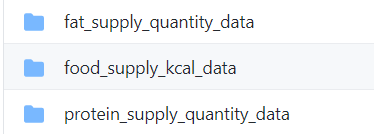 fat_supply_quantity_data
food_supply_kcal_data
protein_supply_quantity_data